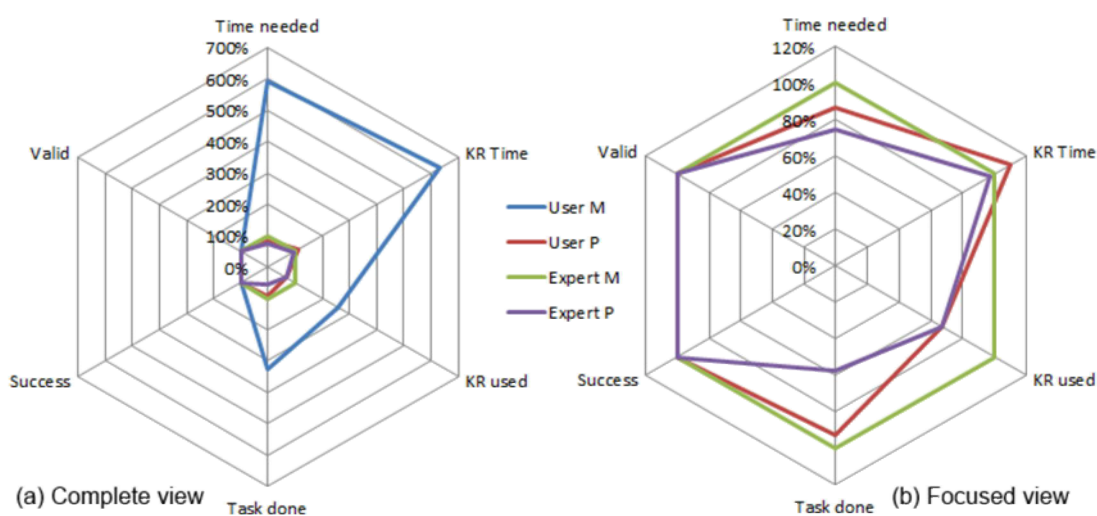 Time needed
700%
600%
500%
400%
300%
200%
100%
0%
Valid
KR Time
Success
KR used
Task done
(a) Complete view
User M
User P
Expert M
Expert P
Time needed
120%
100%
80%
60%
40%
20%
0%
Valid
KR Time
Success
KR used
Task done
(b) Focused view